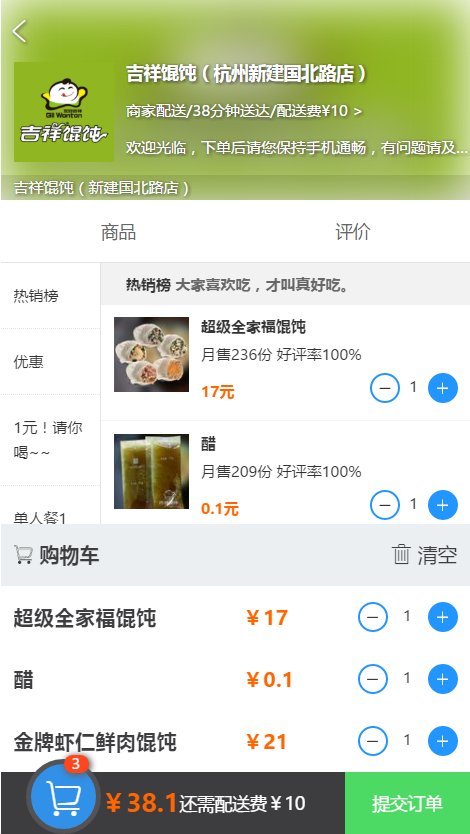 吉祥馄饨（杭州新建国北路店）
商家配送/38分钟送达/配送费¥10 >
欢迎光临，下单后请您保持手机通畅，有问题请及...
Gli Wonton
吉祥馄饨
吉祥馄饨（新建国北路店）
商品
评价
热销榜
优惠
1元！请你
喝~~
单人餐1
热销榜 大家喜欢吃，才叫真好吃。
超级全家福馄饨
月售236份 好评率100%
17元
1
醋
月售209份 好评率100%
0.1元
1
购物车
清空
超级全家福馄饨
￥17
1
醋
￥0.1
1
金牌虾仁鲜肉馄饨
￥21
1
3
￥38.1还需配送费￥10
提交订单